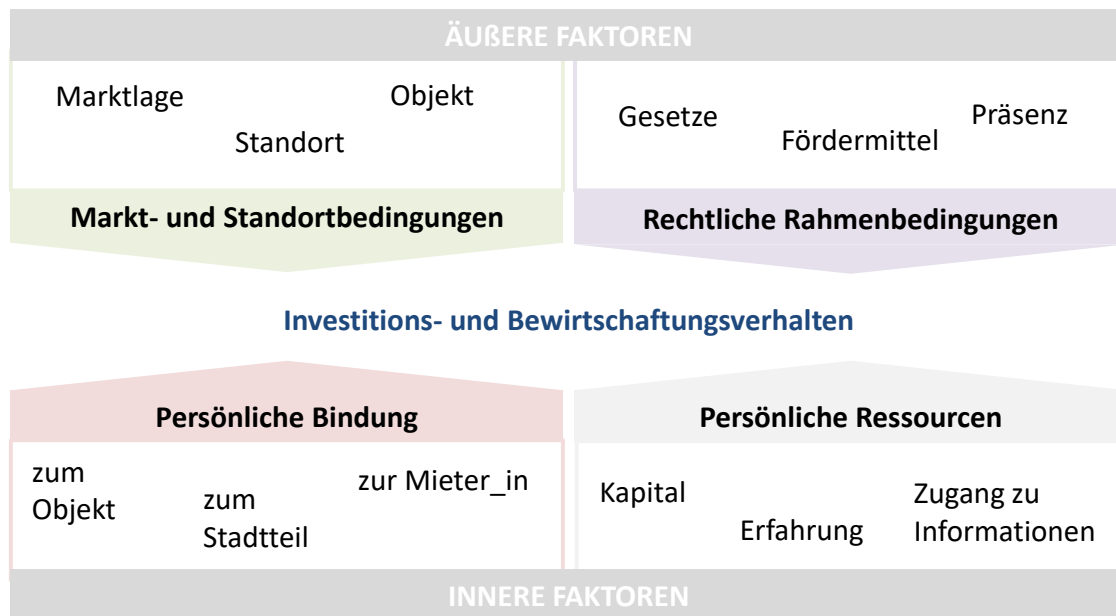 ÄUßERE FAKTOREN
Marktlage
Objekt
Standort
Gesetze
Präsenz
Fördermittel
Markt- und Standortbedingungen
Rechtliche Rahmenbedingungen
Investitions- und Bewirtschaftungsverhalten
Persönliche Bindung
Persönliche Ressourcen
zum
Objekt
zum
Stadtteil
zur Mieter_in
Kapital
Erfahrung
Zugang zu
Informationen
INNERE FAKTOREN